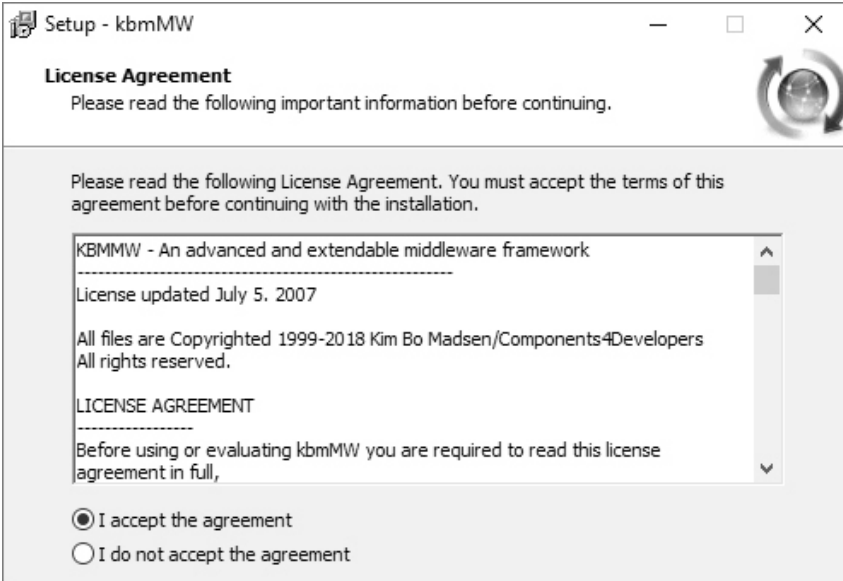 Setup - kbmMW
License Agreement
Please read the following important information before continuing.
Please read the following License Agreement. You must accept the terms of this
agreement before continuing with the installation.
KBMMW - An advanced and extendable middleware framework
-------------------------------------------------------
License updated July 5. 2007
All files are Copyrighted 1999-2018 Kim Bo Madsen/Components4Developers
All rights reserved.
LICENSE AGREEMENT
-----------------
Before using or evaluating kbmMW you are required to read this license
agreement in full,
I accept the agreement
I do not accept the agreement